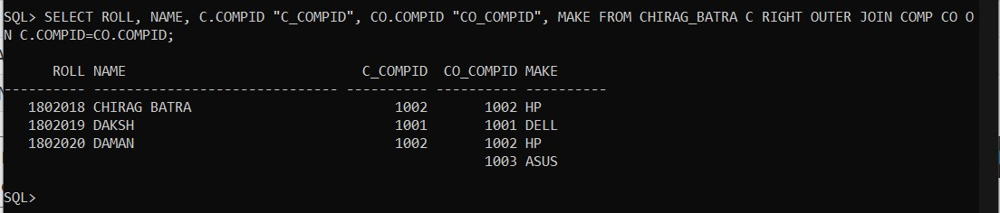 SQL> SELECT ROLL, NAME, C.COMPID "C_COMPID", CO.COMPID "CO_COMPID", MAKE FROM CHIRAG_BATRA C RIGHT OUTER JOIN COMP CO O
N C.COMPID=CO.COMPID;
ROLL NAME C_COMPID CO_COMPID MAKE
---------- ------------------------------ ---------- ---------- ----------
1802018 CHIRAG BATRA 1002 1002 HP
1802019 DAKSH 1001 1001 DELL
1802020 DAMAN 1002 1002 HP
1003 ASUS
SQL>